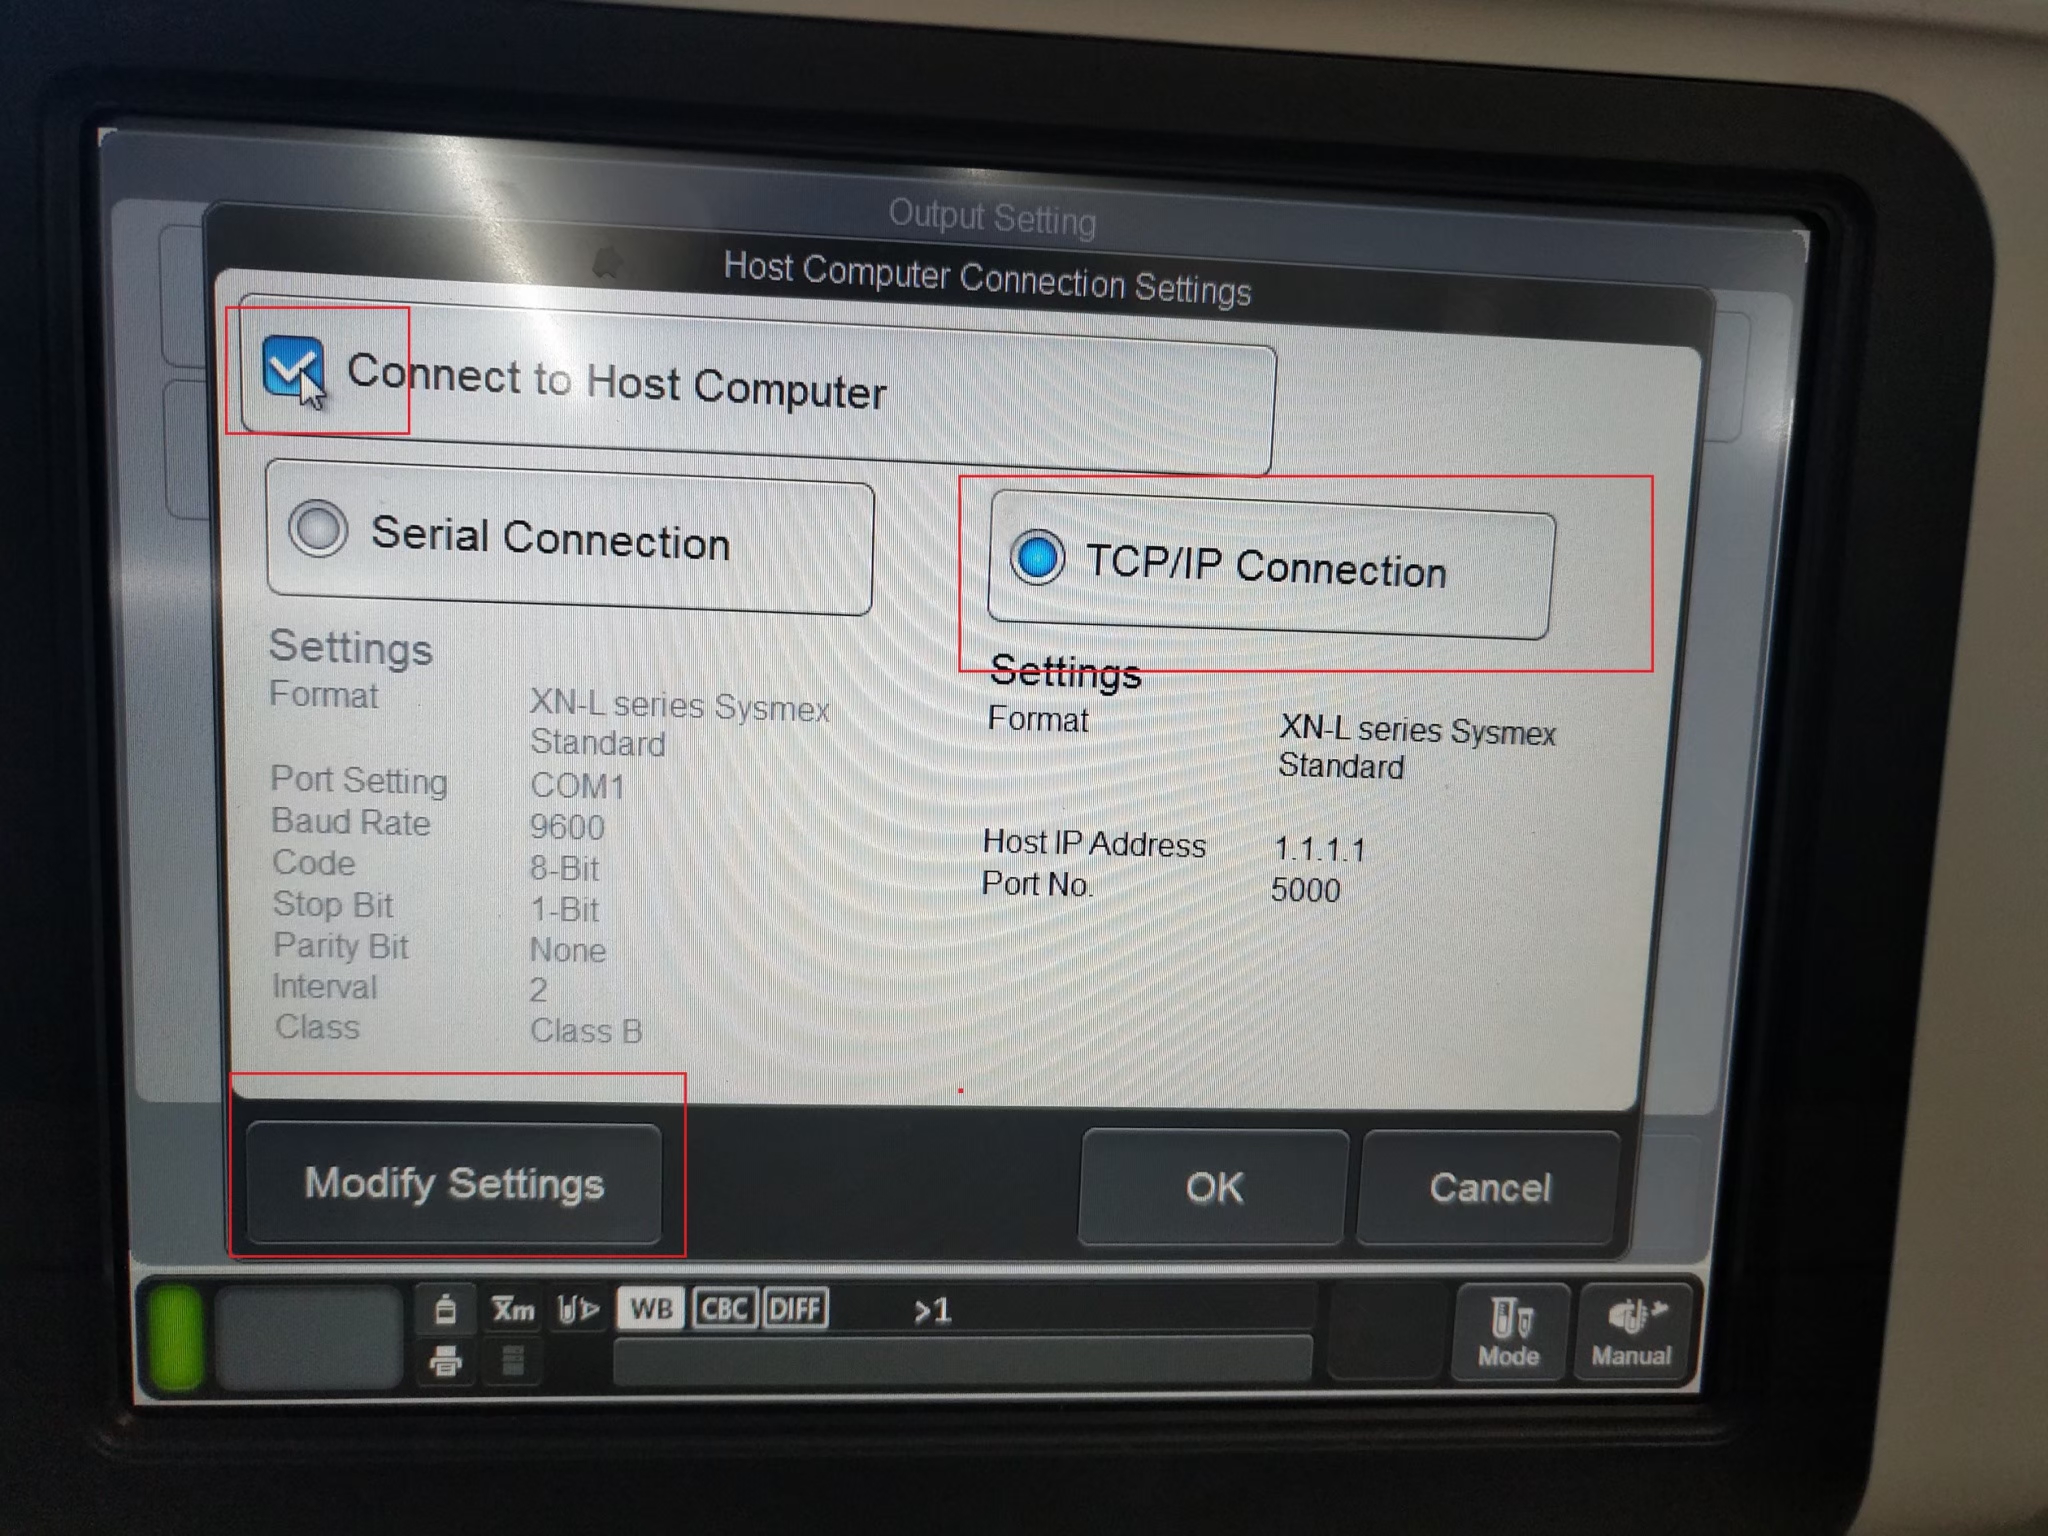 Output Setting
Host Computer Connection Settings
Connect to Host Computer
Serial Connection
TCP/IP Connection
Settings
Format XN-L series Sysmex
Standard
Port Setting COM1
Baud Rate 9600
Code 8-Bit
Stop Bit 1-Bit
Parity Bit None
Interval 2
Class Class B
Settings
Format XN-L series Sysmex
Standard
Host IP Address 1.1.1.1
Port No. 5000
Modify Settings
OK
Cancel
Xm WB CBC DIFF >1
Mode
Manual